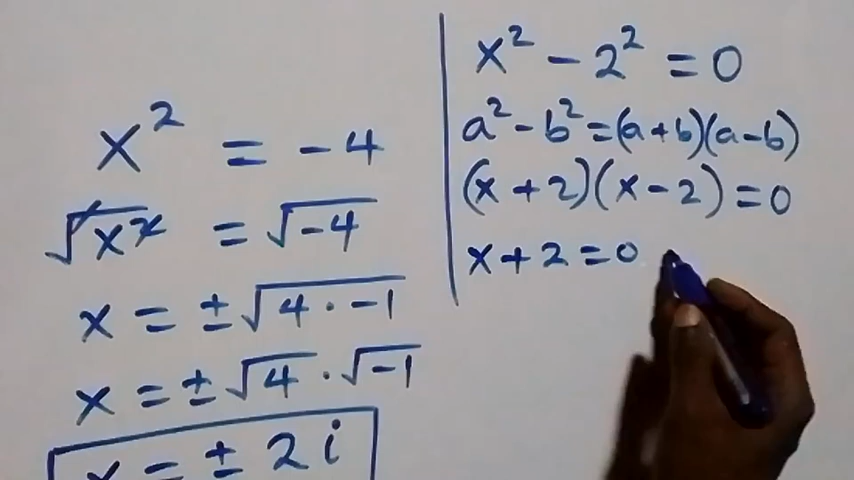 x² = -4
√x² = √-4
x = ±√4 · -1
x = ±√4 · √-1
x = ± 2i
x² - 2² = 0
a² - b² = (a + b)(a - b)
(x + 2)(x - 2) = 0
x + 2 = 0